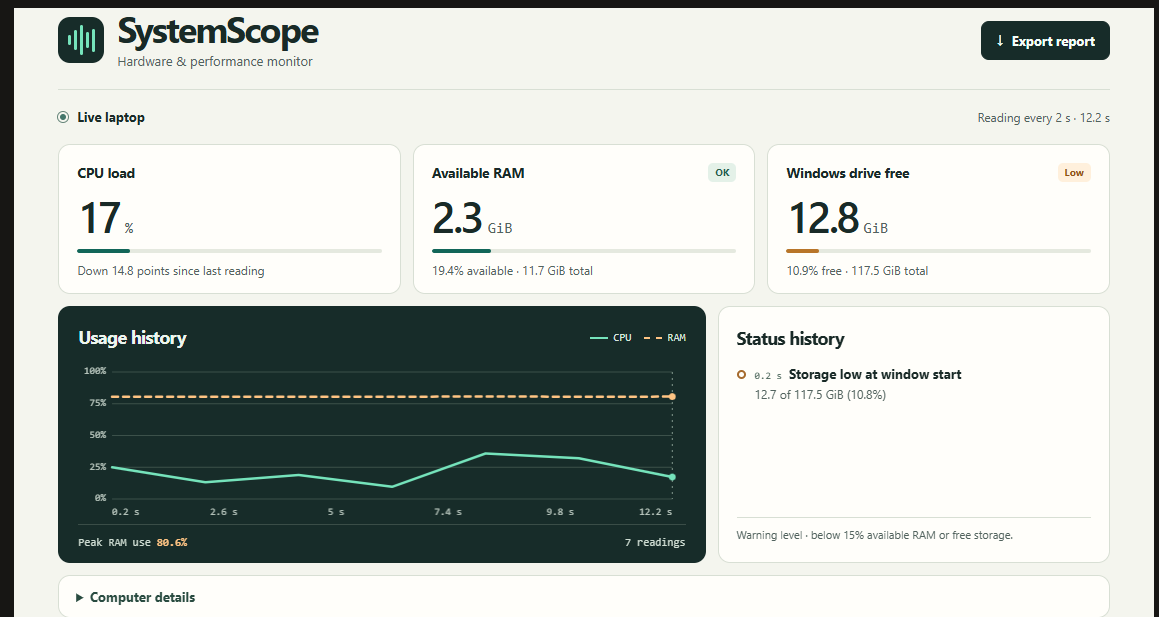 SystemScope
Hardware & performance monitor
↓ Export report
Live laptop
Reading every 2 s · 12.2 s
CPU load
17 %
Down 14.8 points since last reading
Available RAM
OK
2.3 GiB
19.4% available · 11.7 GiB total
Windows drive free
Low
12.8 GiB
10.9% free · 117.5 GiB total
Usage history
CPU
RAM
100%
75%
50%
25%
0%
0.2 s
2.6 s
5 s
7.4 s
9.8 s
12.2 s
Peak RAM use 80.6%
7 readings
Status history
0.2 s Storage low at window start
12.7 of 117.5 GiB (10.8%)
Warning level · below 15% available RAM or free storage.
▶ Computer details